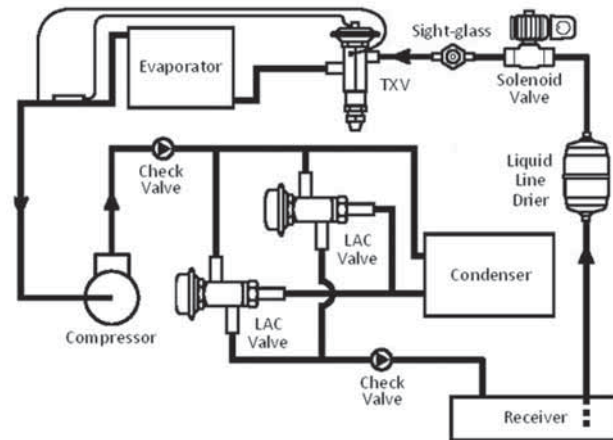 Sight-glass
Evaporator
TXV
Solenoid
Valve
Check
Valve
Liquid
Line
Drier
LAC
Valve
Condenser
Compressor
LAC
Valve
Check
Valve
Receiver